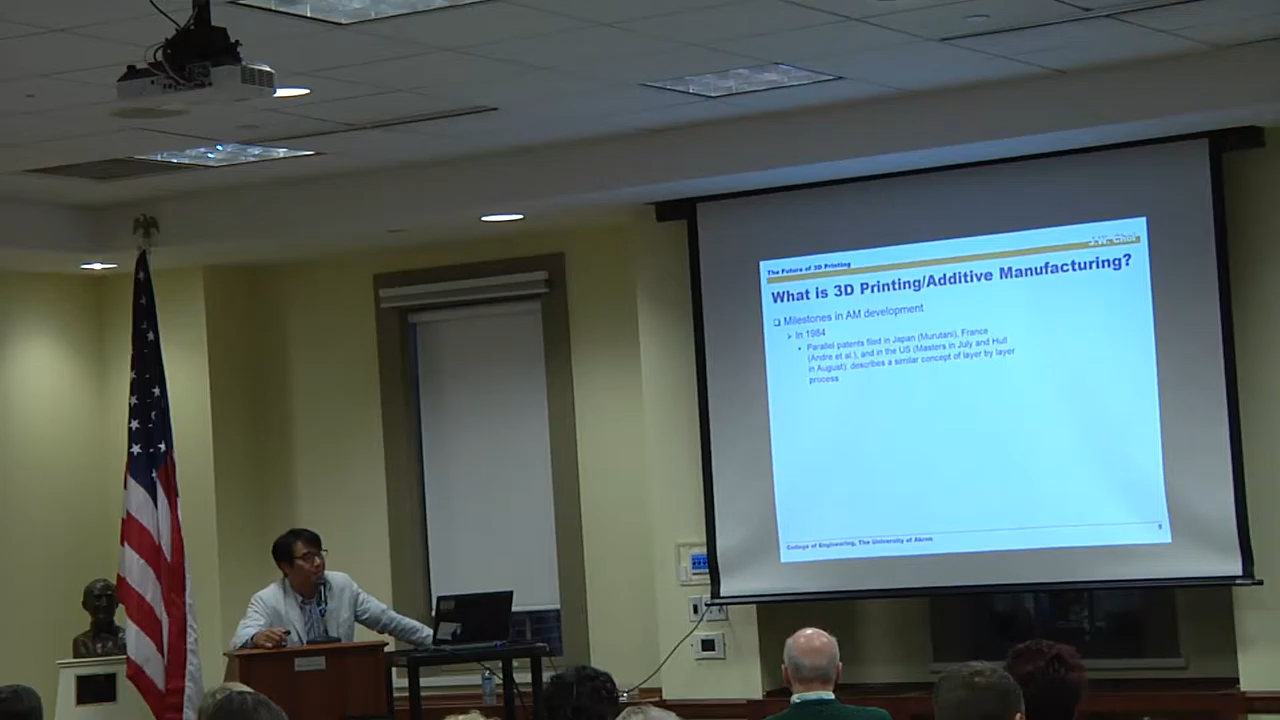 The Future of 3D Printing
J.W. Choi
What is 3D Printing/Additive Manufacturing?
Milestones in AM development
In 1984
Parallel patents filed in Japan (Murutani), France
(Andre et al.), and in the US (Masters in July and Hull
in August): describes a similar concept of layer by layer
process
College of Engineering, The University of Akron